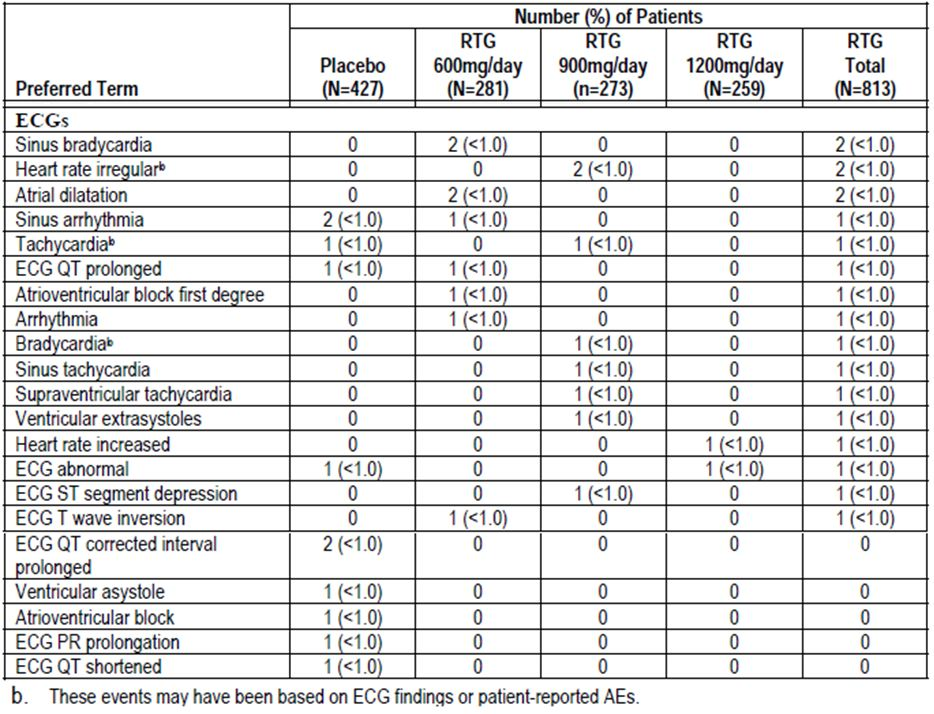 Number (%) of Patients
Preferred Term Placebo (N=427) RTG 600mg/day (N=281) RTG 900mg/day (n=273) RTG 1200mg/day (N=259) RTG Total (N=813)
ECGs
Sinus bradycardia 0 2 (<1.0) 0 0 2 (<1.0)
Heart rate irregularᵇ 0 0 2 (<1.0) 0 2 (<1.0)
Atrial dilatation 0 2 (<1.0) 0 0 2 (<1.0)
Sinus arrhythmia 2 (<1.0) 1 (<1.0) 0 0 1 (<1.0)
Tachycardiaᵇ 1 (<1.0) 0 1 (<1.0) 0 1 (<1.0)
ECG QT prolonged 1 (<1.0) 1 (<1.0) 0 0 1 (<1.0)
Atrioventricular block first degree 0 1 (<1.0) 0 0 1 (<1.0)
Arrhythmia 0 1 (<1.0) 0 0 1 (<1.0)
Bradycardiaᵇ 0 0 1 (<1.0) 0 1 (<1.0)
Sinus tachycardia 0 0 1 (<1.0) 0 1 (<1.0)
Supraventricular tachycardia 0 0 1 (<1.0) 0 1 (<1.0)
Ventricular extrasystoles 0 0 1 (<1.0) 0 1 (<1.0)
Heart rate increased 0 0 0 1 (<1.0) 1 (<1.0)
ECG abnormal 1 (<1.0) 0 0 1 (<1.0) 1 (<1.0)
ECG ST segment depression 0 0 1 (<1.0) 0 1 (<1.0)
ECG T wave inversion 0 1 (<1.0) 0 0 1 (<1.0)
ECG QT corrected interval prolonged 2 (<1.0) 0 0 0 0
Ventricular asystole 1 (<1.0) 0 0 0 0
Atrioventricular block 1 (<1.0) 0 0 0 0
ECG PR prolongation 1 (<1.0) 0 0 0 0
ECG QT shortened 1 (<1.0) 0 0 0 0
b. These events may have been based on ECG findings or patient-reported AEs.